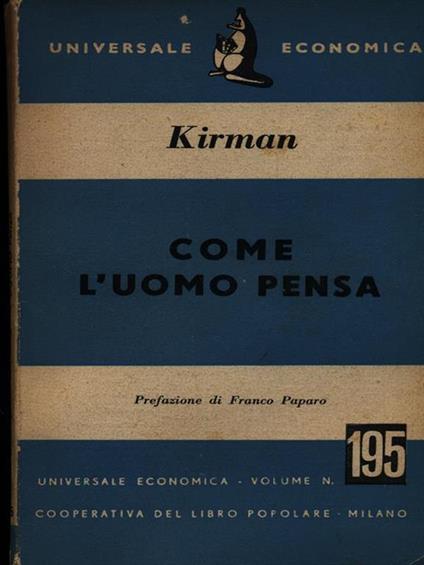 UNIVERSALE ECONOMICA
Kirman
COME
L'UOMO PENSA
Prefazione di Franco Paparo
UNIVERSALE ECONOMICA - VOLUME N. 195
COOPERATIVA DEL LIBRO POPOLARE - MILANO